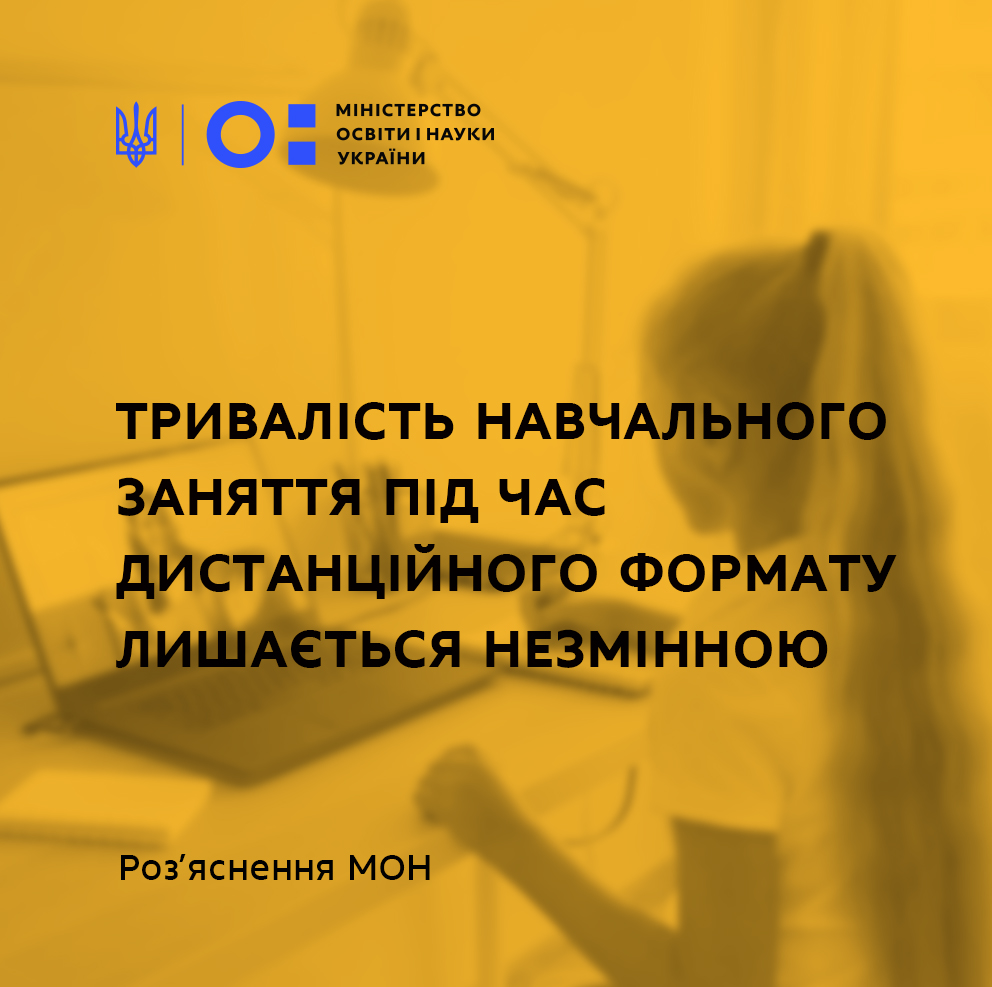 МІНІСТЕРСТВО
ОСВІТИ І НАУКИ
УКРАЇНИ
ТРИВАЛІСТЬ НАВЧАЛЬНОГО
ЗАНЯТТЯ ПІД ЧАС
ДИСТАНЦІЙНОГО ФОРМАТУ
ЛИШАЄТЬСЯ НЕЗМІННОЮ
Роз’яснення МОН